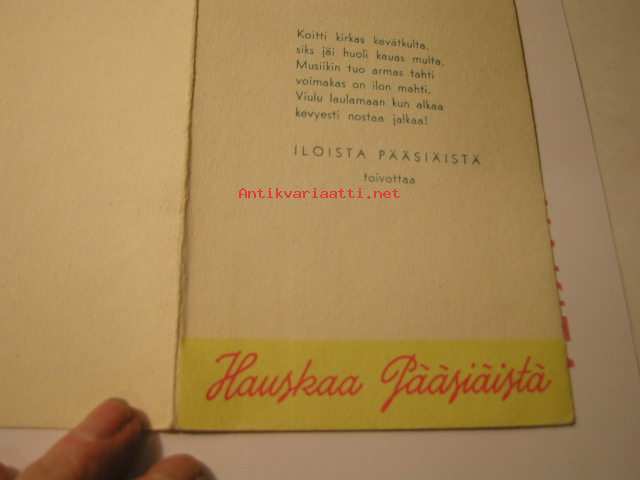 Koitti kirkas kevätkulta,
siks jäi huoli kauas multa,
Musiikin tuo armas tahti
voimakas on ilon mahti,
Viulu laulamaan kun alkaa
kevyesti nostaa jalkaa!
ILOISTA PÄÄSIÄISTÄ
toivottaa
Antikvariaatti.net
Hauskaa Pääsiäistä